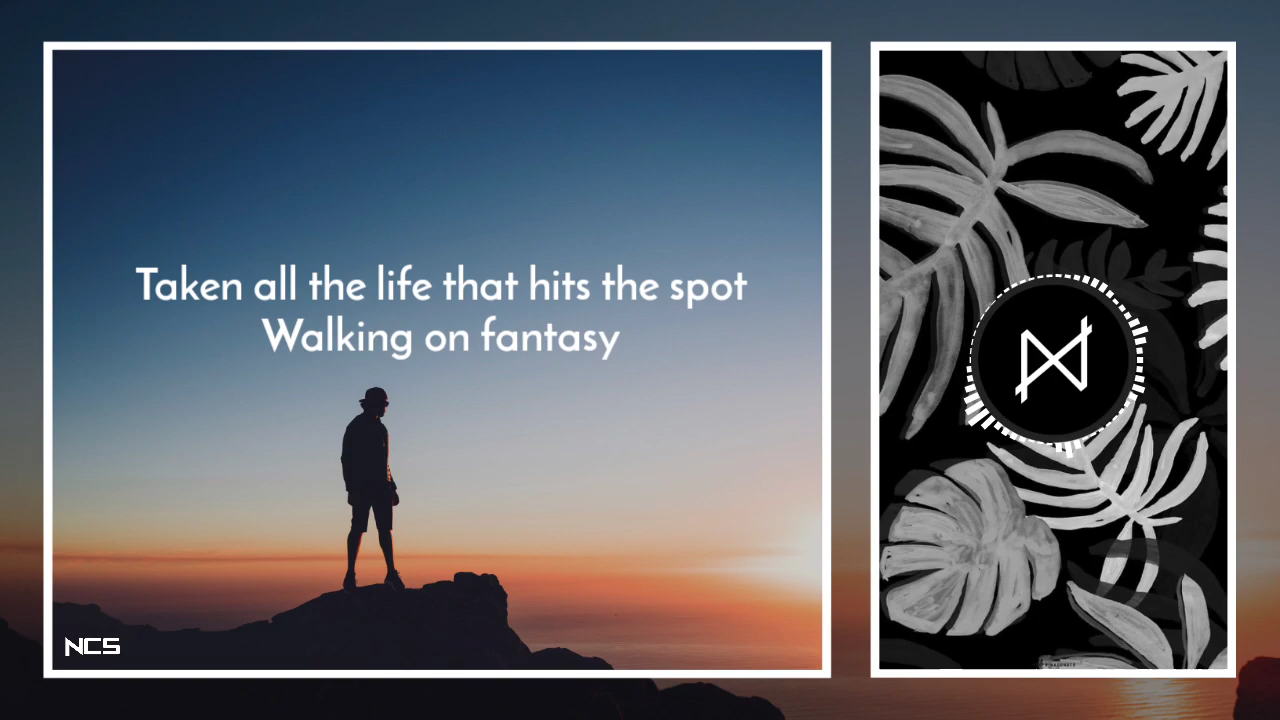 Taken all the life that hits the spot
Walking on fantasy
NCS